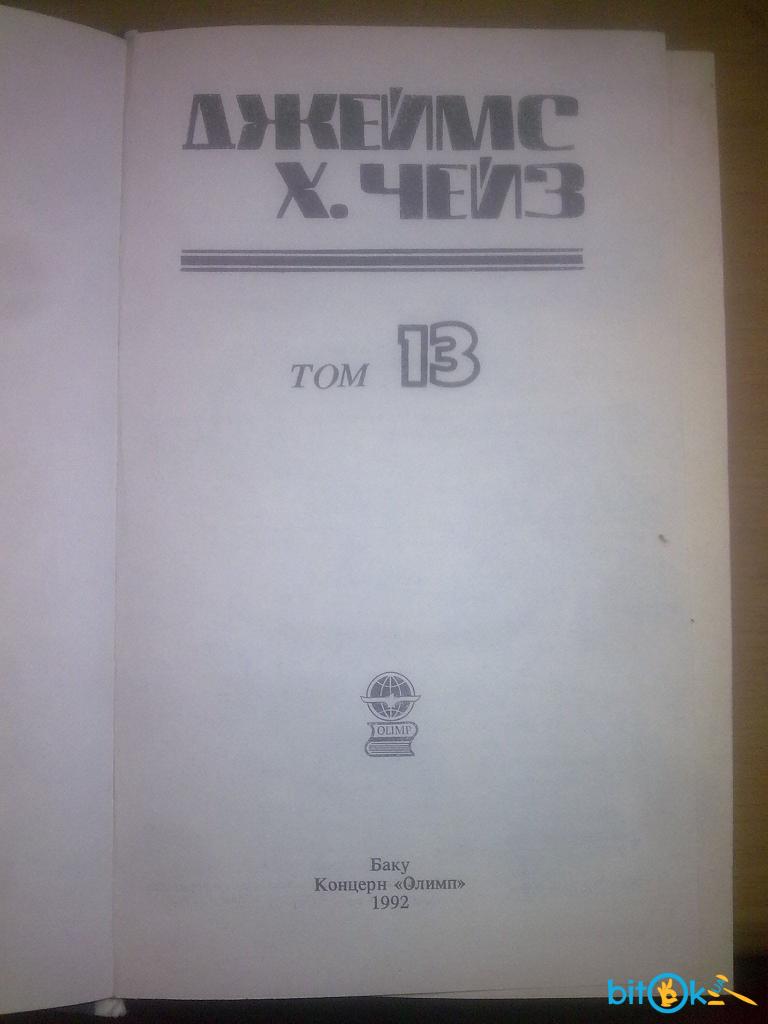 ДЖЕЙМС
Х. ЧЕЙЗ
ТОМ 13
OLIMP
Баку
Концерн «Олимп»
1992
bitOk